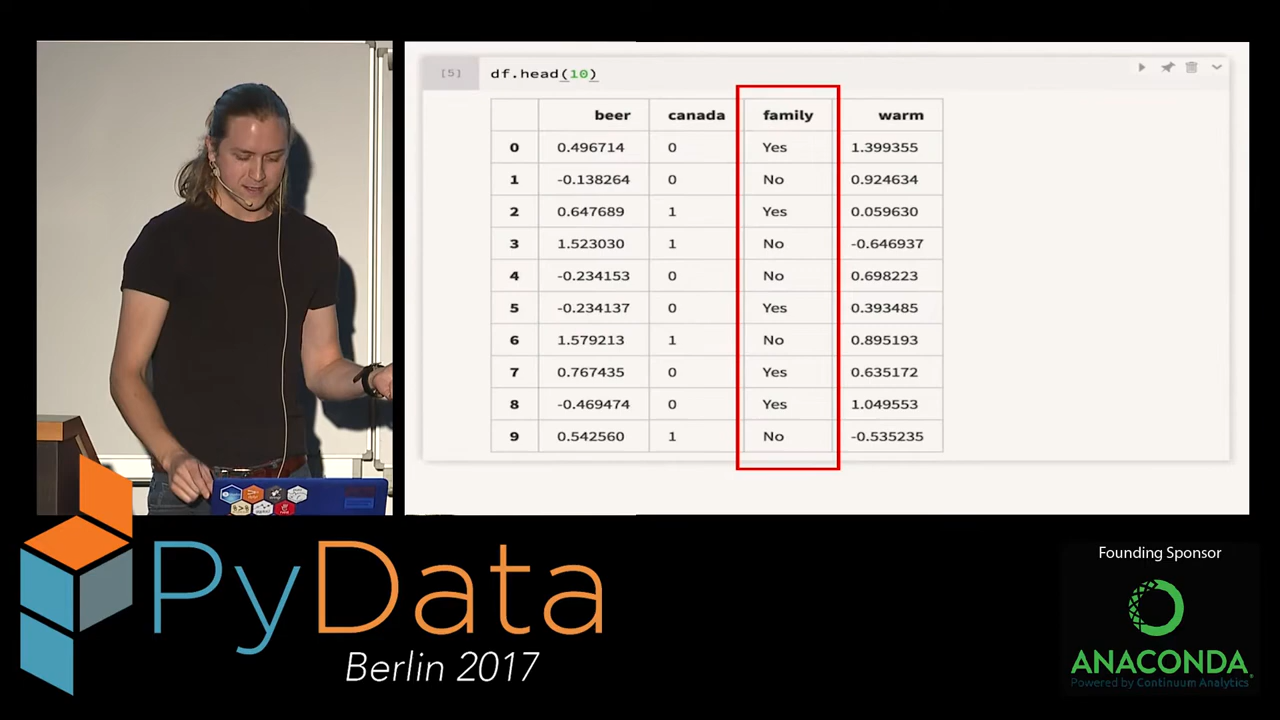 [5] df.head(10)
beer canada family warm
0 0.496714 0 Yes 1.399355
1 -0.138264 0 No 0.924634
2 0.647689 1 Yes 0.059630
3 1.523030 1 No -0.646937
4 -0.234153 0 No 0.698223
5 -0.234137 0 Yes 0.393485
6 1.579213 1 No 0.895193
7 0.767435 0 Yes 0.635172
8 -0.469474 0 Yes 1.049553
9 0.542560 1 No -0.535235
PyData
Berlin 2017
Founding Sponsor
ANACONDA
Powered by Continuum Analytics